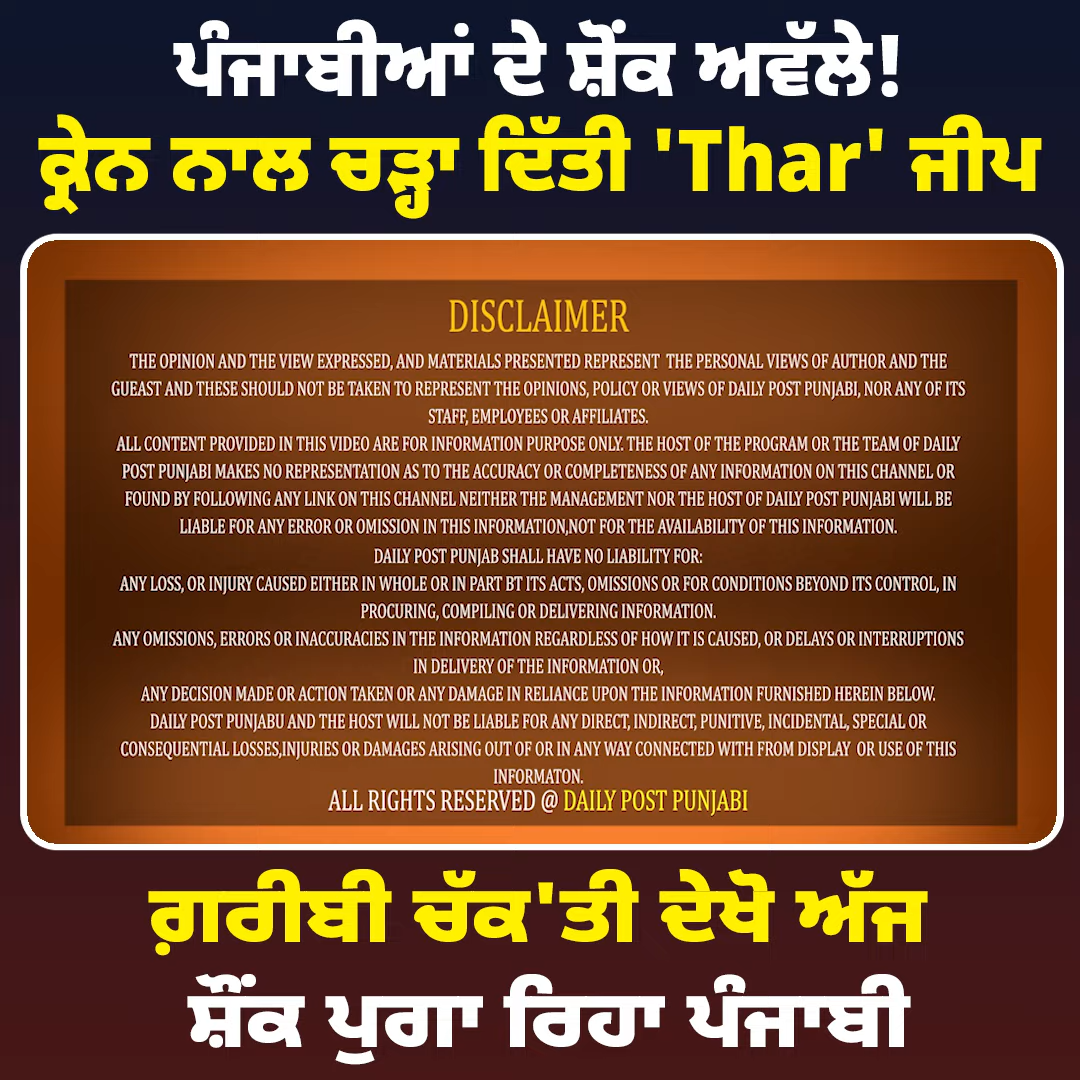 ਪੰਜਾਬੀਆਂ ਦੇ ਸ਼ੌਂਕ ਅਵੱਲੇ!
ਕ੍ਰੇਨ ਨਾਲ ਚੜ੍ਹਾ ਦਿੱਤੀ 'Thar' ਜੀਪ
DISCLAIMER
THE OPINION AND THE VIEW EXPRESSED, AND MATERIALS PRESENTED REPRESENT THE PERSONAL VIEWS OF AUTHOR AND THE
GUEAST AND THESE SHOULD NOT BE TAKEN TO REPRESENT THE OPINIONS, POLICY OR VIEWS OF DAILY POST PUNJABI, NOR ANY OF ITS
STAFF, EMPLOYEES OR AFFILIATES.
ALL CONTENT PROVIDED IN THIS VIDEO ARE FOR INFORMATION PURPOSE ONLY. THE HOST OF THE PROGRAM OR THE TEAM OF DAILY
POST PUNJABI MAKES NO REPRESENTATION AS TO THE ACCURACY OR COMPLETENESS OF ANY INFORMATION ON THIS CHANNEL OR
FOUND BY FOLLOWING ANY LINK ON THIS CHANNEL NEITHER THE MANAGEMENT NOR THE HOST OF DAILY POST PUNJABI WILL BE
LIABLE FOR ANY ERROR OR OMISSION IN THIS INFORMATION,NOT FOR THE AVAILABILITY OF THIS INFORMATION.
DAILY POST PUNJAB SHALL HAVE NO LIABILITY FOR:
ANY LOSS, OR INJURY CAUSED EITHER IN WHOLE OR IN PART BT ITS ACTS, OMISSIONS OR FOR CONDITIONS BEYOND ITS CONTROL, IN
PROCURING, COMPILING OR DELIVERING INFORMATION.
ANY OMISSIONS, ERRORS OR INACCURACIES IN THE INFORMATION REGARDLESS OF HOW IT IS CAUSED, OR DELAYS OR INTERRUPTIONS
IN DELIVERY OF THE INFORMATION OR,
ANY DECISION MADE OR ACTION TAKEN OR ANY DAMAGE IN RELIANCE UPON THE INFORMATION FURNISHED HEREIN BELOW.
DAILY POST PUNJABU AND THE HOST WILL NOT BE LIABLE FOR ANY DIRECT, INDIRECT, PUNITIVE, INCIDENTAL, SPECIAL OR
CONSEQUENTIAL LOSSES,INJURIES OR DAMAGES ARISING OUT OF OR IN ANY WAY CONNECTED WITH FROM DISPLAY OR USE OF THIS
INFORMATON.
ALL RIGHTS RESERVED @ DAILY POST PUNJABI
ਗ਼ਰੀਬੀ ਚੱਕ'ਤੀ ਦੇਖੋ ਅੱਜ
ਸ਼ੌਂਕ ਪੁਗਾ ਰਿਹਾ ਪੰਜਾਬੀ